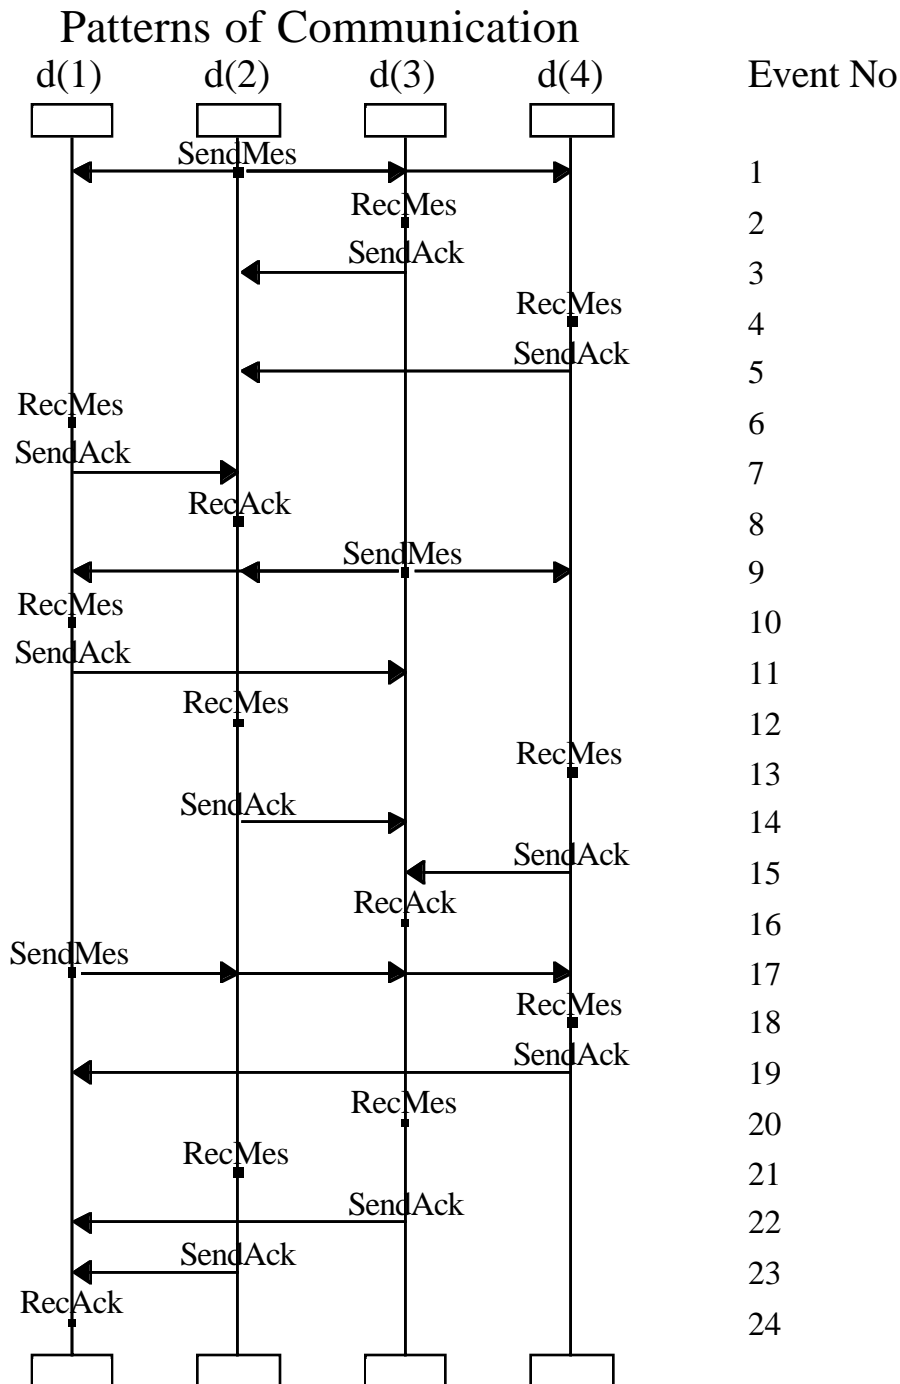 Patterns of Communication
d(1) d(2) d(3) d(4) Event No
SendMes 1
RecMes 2
SendAck 3
RecMes 4
SendAck 5
RecMes 6
SendAck 7
RecAck 8
SendMes 9
RecMes 10
SendAck 11
RecMes 12
RecMes 13
SendAck 14
SendAck 15
RecAck 16
SendMes 17
RecMes 18
SendAck 19
RecMes 20
RecMes 21
SendAck 22
SendAck 23
RecAck 24